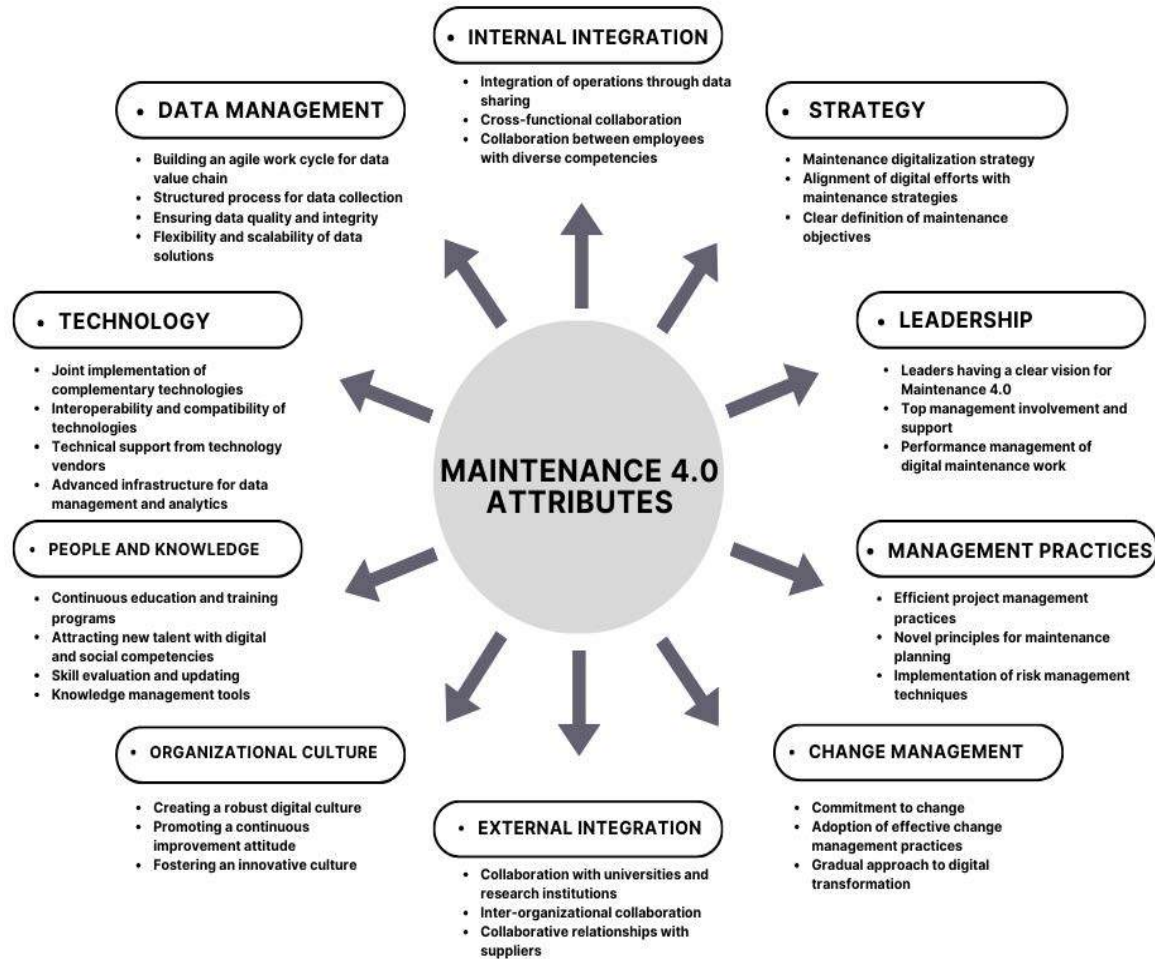 • INTERNAL INTEGRATION
• Integration of operations through data
sharing
• Cross-functional collaboration
• Collaboration between employees
with diverse competencies
• STRATEGY
• Maintenance digitalization strategy
• Alignment of digital efforts with
maintenance strategies
• Clear definition of maintenance
objectives
• LEADERSHIP
• Leaders having a clear vision for
Maintenance 4.0
• Top management involvement and
support
• Performance management of
digital maintenance work
• MANAGEMENT PRACTICES
• Efficient project management
practices
• Novel principles for maintenance
planning
• Implementation of risk management
techniques
• CHANGE MANAGEMENT
• Commitment to change
• Adoption of effective change
management practices
• Gradual approach to digital
transformation
• EXTERNAL INTEGRATION
• Collaboration with universities and
research institutions
• Inter-organizational collaboration
• Collaborative relationships with
suppliers
• ORGANIZATIONAL CULTURE
• Creating a robust digital culture
• Promoting a continuous
improvement attitude
• Fostering an innovative culture
• PEOPLE AND KNOWLEDGE
• Continuous education and training
programs
• Attracting new talent with digital
and social competencies
• Skill evaluation and updating
• Knowledge management tools
• TECHNOLOGY
• Joint implementation of
complementary technologies
• Interoperability and compatibility of
technologies
• Technical support from technology
vendors
• Advanced infrastructure for data
management and analytics
• DATA MANAGEMENT
• Building an agile work cycle for data
value chain
• Structured process for data collection
• Ensuring data quality and integrity
• Flexibility and scalability of data
solutions
MAINTENANCE 4.0
ATTRIBUTES